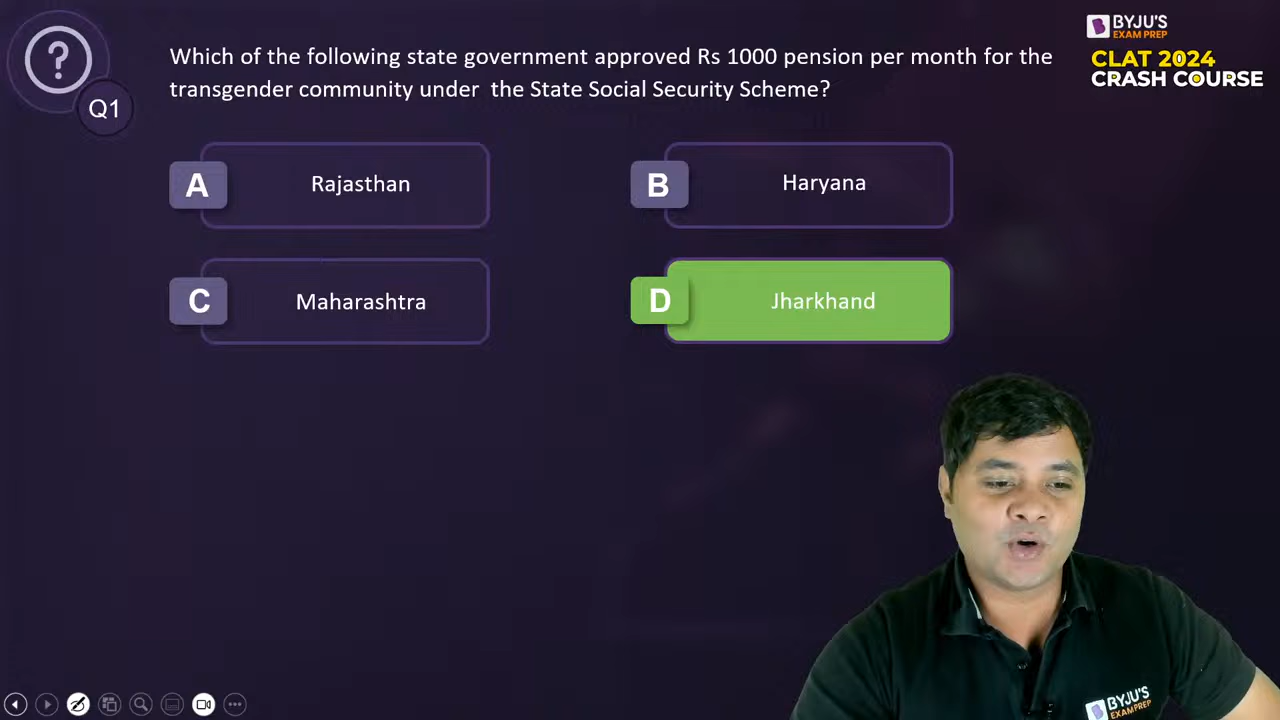 ?
Q1
Which of the following state government approved Rs 1000 pension per month for the
transgender community under the State Social Security Scheme?
BYJU'S
EXAM PREP
CLAT 2024
CRASH COURSE
A
Rajasthan
B
Haryana
C
Maharashtra
D
Jharkhand
BYJU'S
EXAM PREP